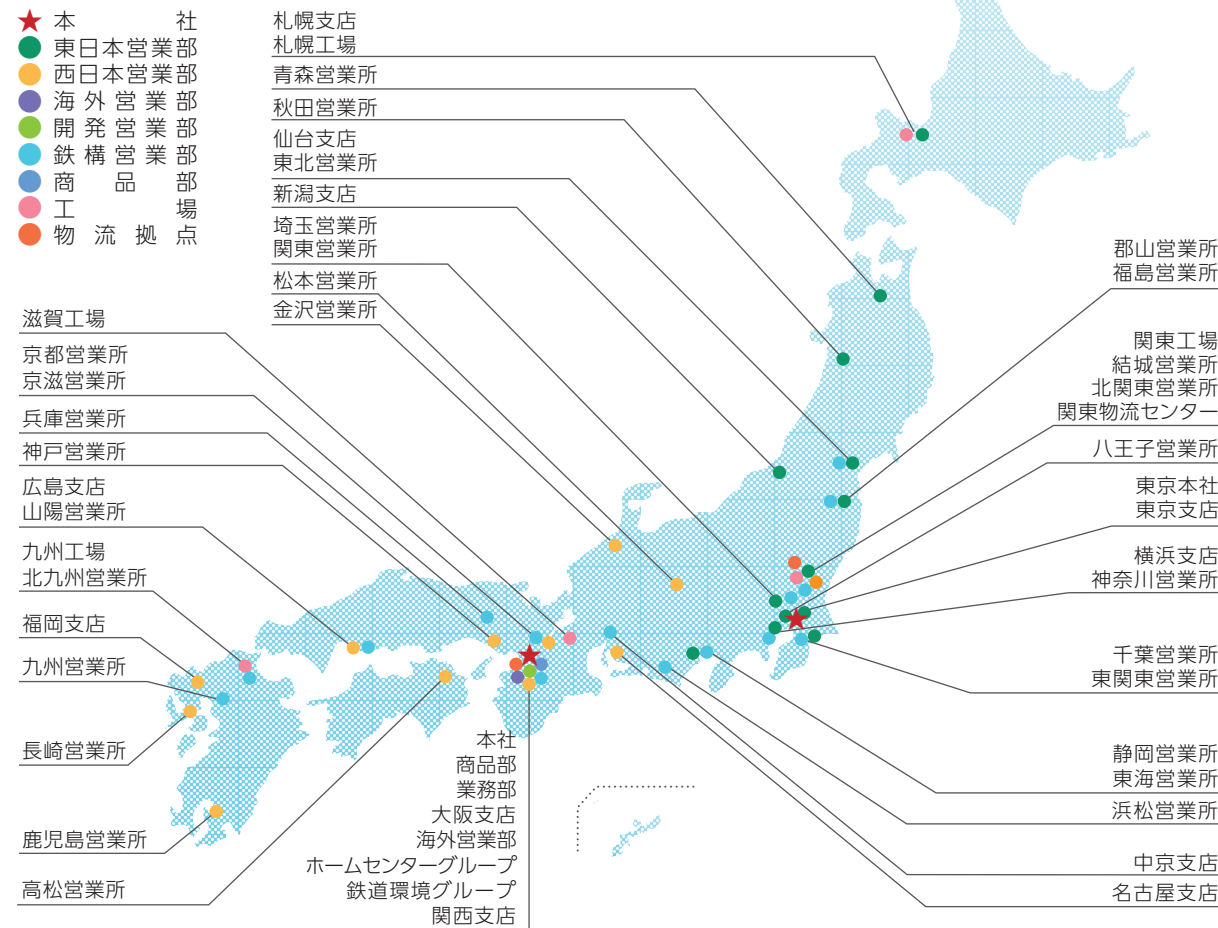 本社
東日本営業部
西日本営業部
海外営業部
開発営業部
鉄構営業部
商品部
工場
物流拠点
札幌支店
札幌工場
青森営業所
秋田営業所
仙台支店
東北営業所
新潟支店
埼玉営業所
関東営業所
松本営業所
金沢営業所
滋賀工場
京都営業所
京滋営業所
兵庫営業所
神戸営業所
広島支店
山陽営業所
九州工場
北九州営業所
福岡支店
九州営業所
長崎営業所
鹿児島営業所
高松営業所
本社
商品部
業務部
大阪支店
海外営業部
ホームセンターグループ
鉄道環境グループ
関西支店
郡山営業所
福島営業所
関東工場
結城営業所
北関東営業所
関東物流センター
八王子営業所
東京本社
東京支店
横浜支店
神奈川営業所
千葉営業所
東関東営業所
静岡営業所
東海営業所
浜松営業所
中京支店
名古屋支店